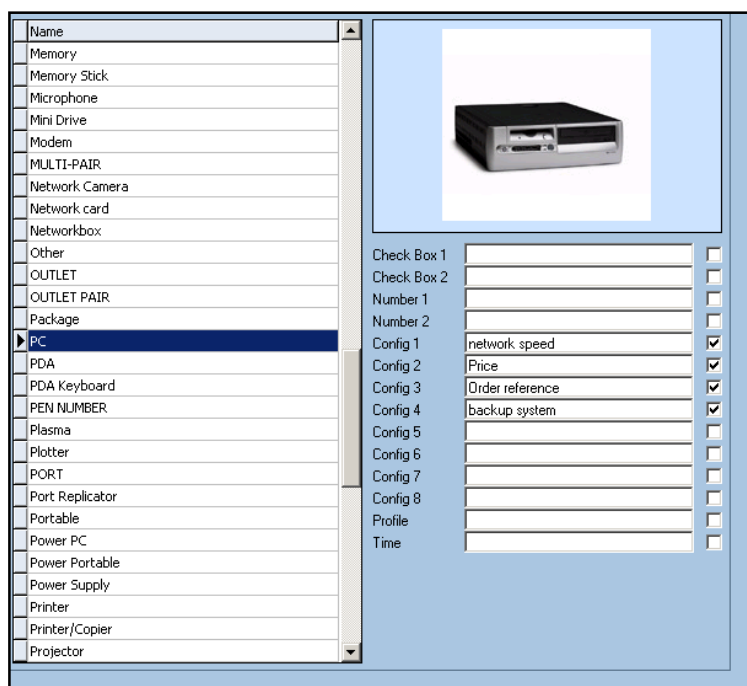 Name
Memory
Memory Stick
Microphone
Mini Drive
Modem
MULTI-PAIR
Network Camera
Network card
Networkbox
Other
OUTLET
OUTLET PAIR
Package
PC
PDA
PDA Keyboard
PEN NUMBER
Plasma
Plotter
PORT
Port Replicator
Portable
Power PC
Power Portable
Power Supply
Printer
Printer/Copier
Projector
Check Box 1
Check Box 2
Number 1
Number 2
Config 1 network speed
Config 2 Price
Config 3 Order reference
Config 4 backup system
Config 5
Config 6
Config 7
Config 8
Profile
Time